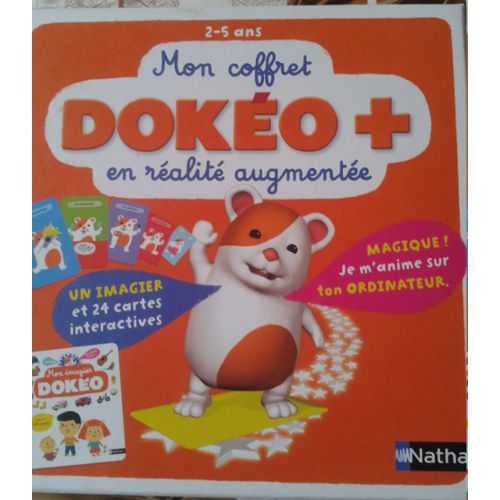 2-5 ans
Mon coffret
DOKÉO +
en réalité augmentée
MAGIQUE !
Je m'anime sur
ton ORDINATEUR.
UN IMAGIER
et 24 cartes
interactives
Mon imagier
DOKÉO
Natha